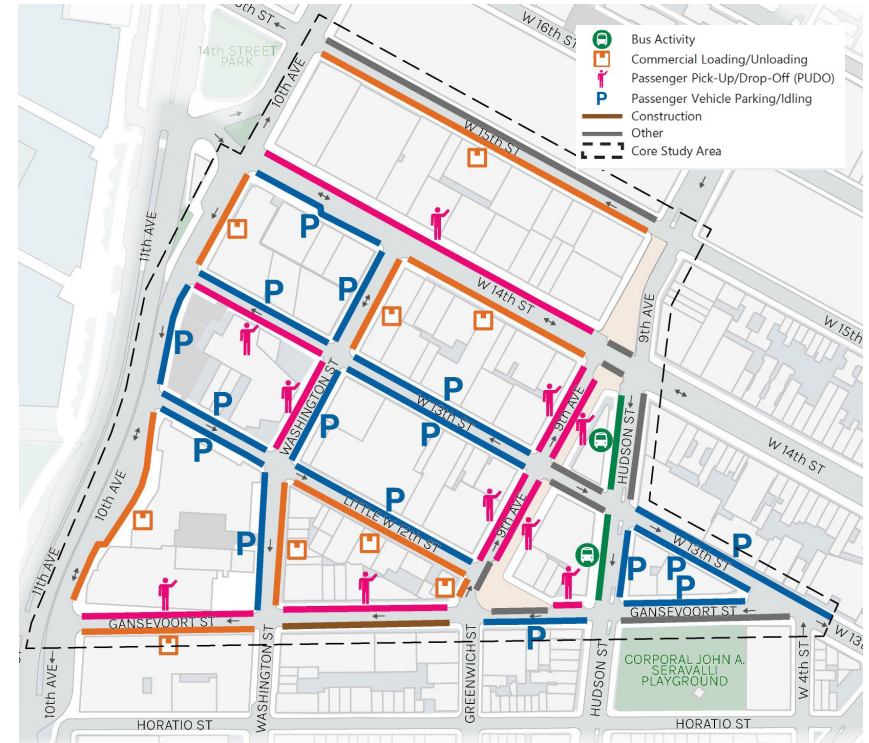 10th ST
W 16th ST
14TH STREET
PARK
10th AVE
Bus Activity
Commercial Loading/Unloading
Passenger Pick-Up/Drop-Off (PUDO)
P Passenger Vehicle Parking/Idling
Construction
Other
Core Study Area
W 15th ST
11th AVE
P
P
W 14th ST
9th AVE
W 15th
P
P
WASHINGTON ST
P
W 13th ST
P
P
9th AVE
HUDSON ST
W 14th ST
P
P
P
LITTLE W 12th ST
P
9th AVE
10th AVE
P
P
W 13th ST
P
P
P
11th AVE
GANSEVOORT ST
GANSEVOORT ST
P
10th AVE
WASHINGTON ST
GREENWICH ST
HUDSON ST
CORPORAL JOHN A.
SERAVALLI
PLAYGROUND
W 4th ST
W 13
HORATIO ST
HORATIO ST